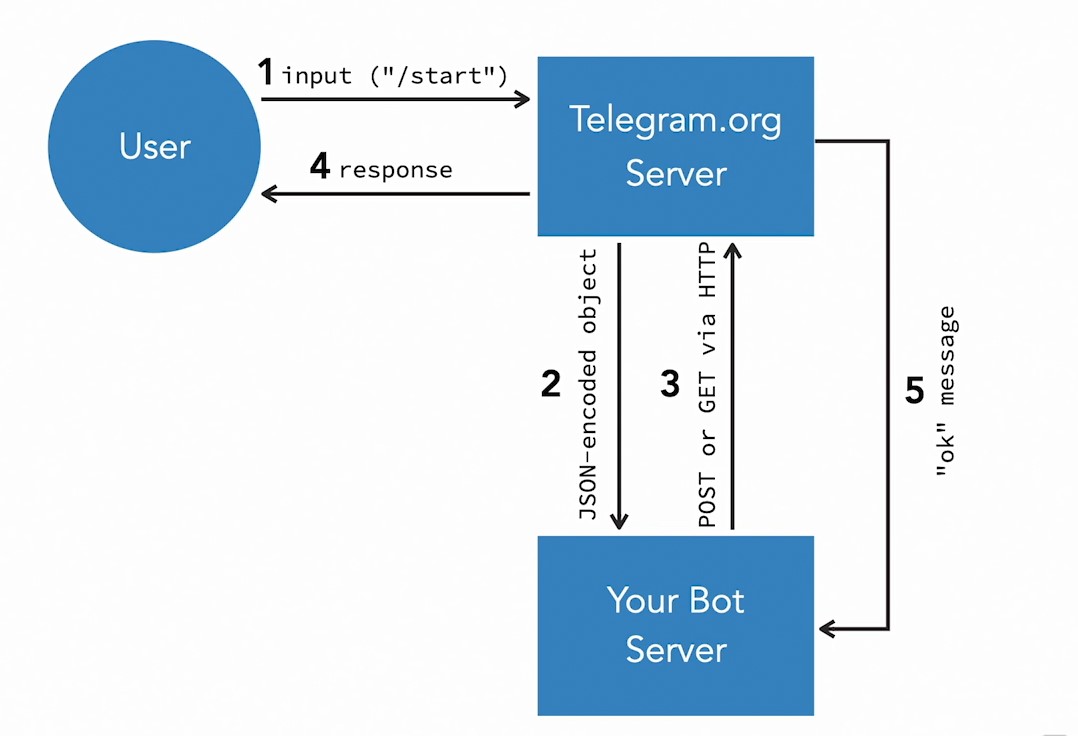 1 input ("/start")
User
4 response
Telegram.org
Server
2 JSON-encoded object
3 POST or GET via HTTP
5 "ok" message
Your Bot
Server